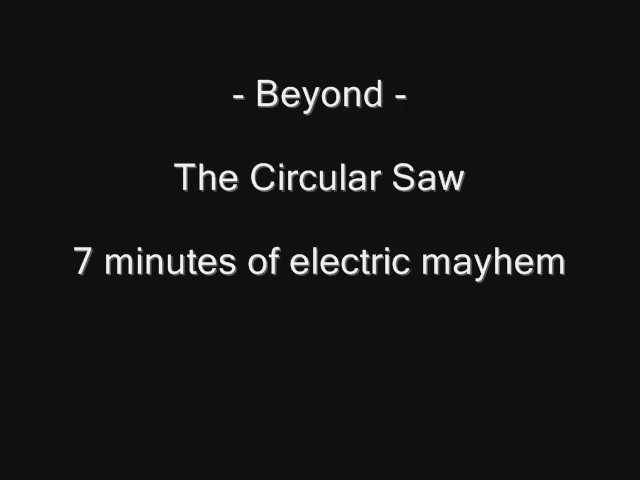 - Beyond -
The Circular Saw
7 minutes of electric mayhem